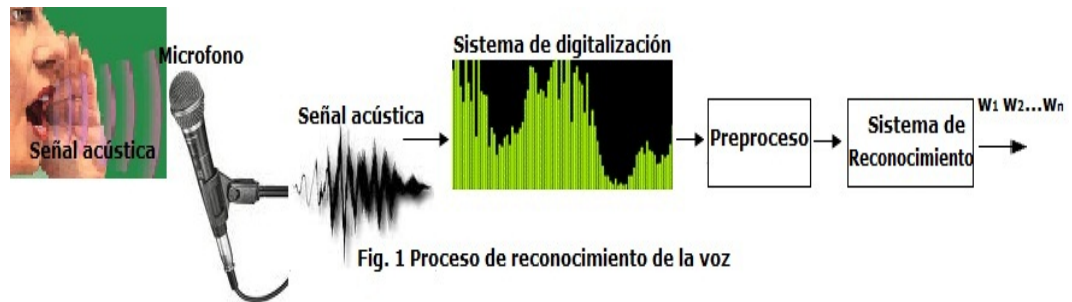 Señal acústica
Microfono
Señal acústica
Sistema de digitalización
Preproceso
Sistema de
Reconocimiento
W1 W2...Wn
Fig. 1 Proceso de reconocimiento de la voz